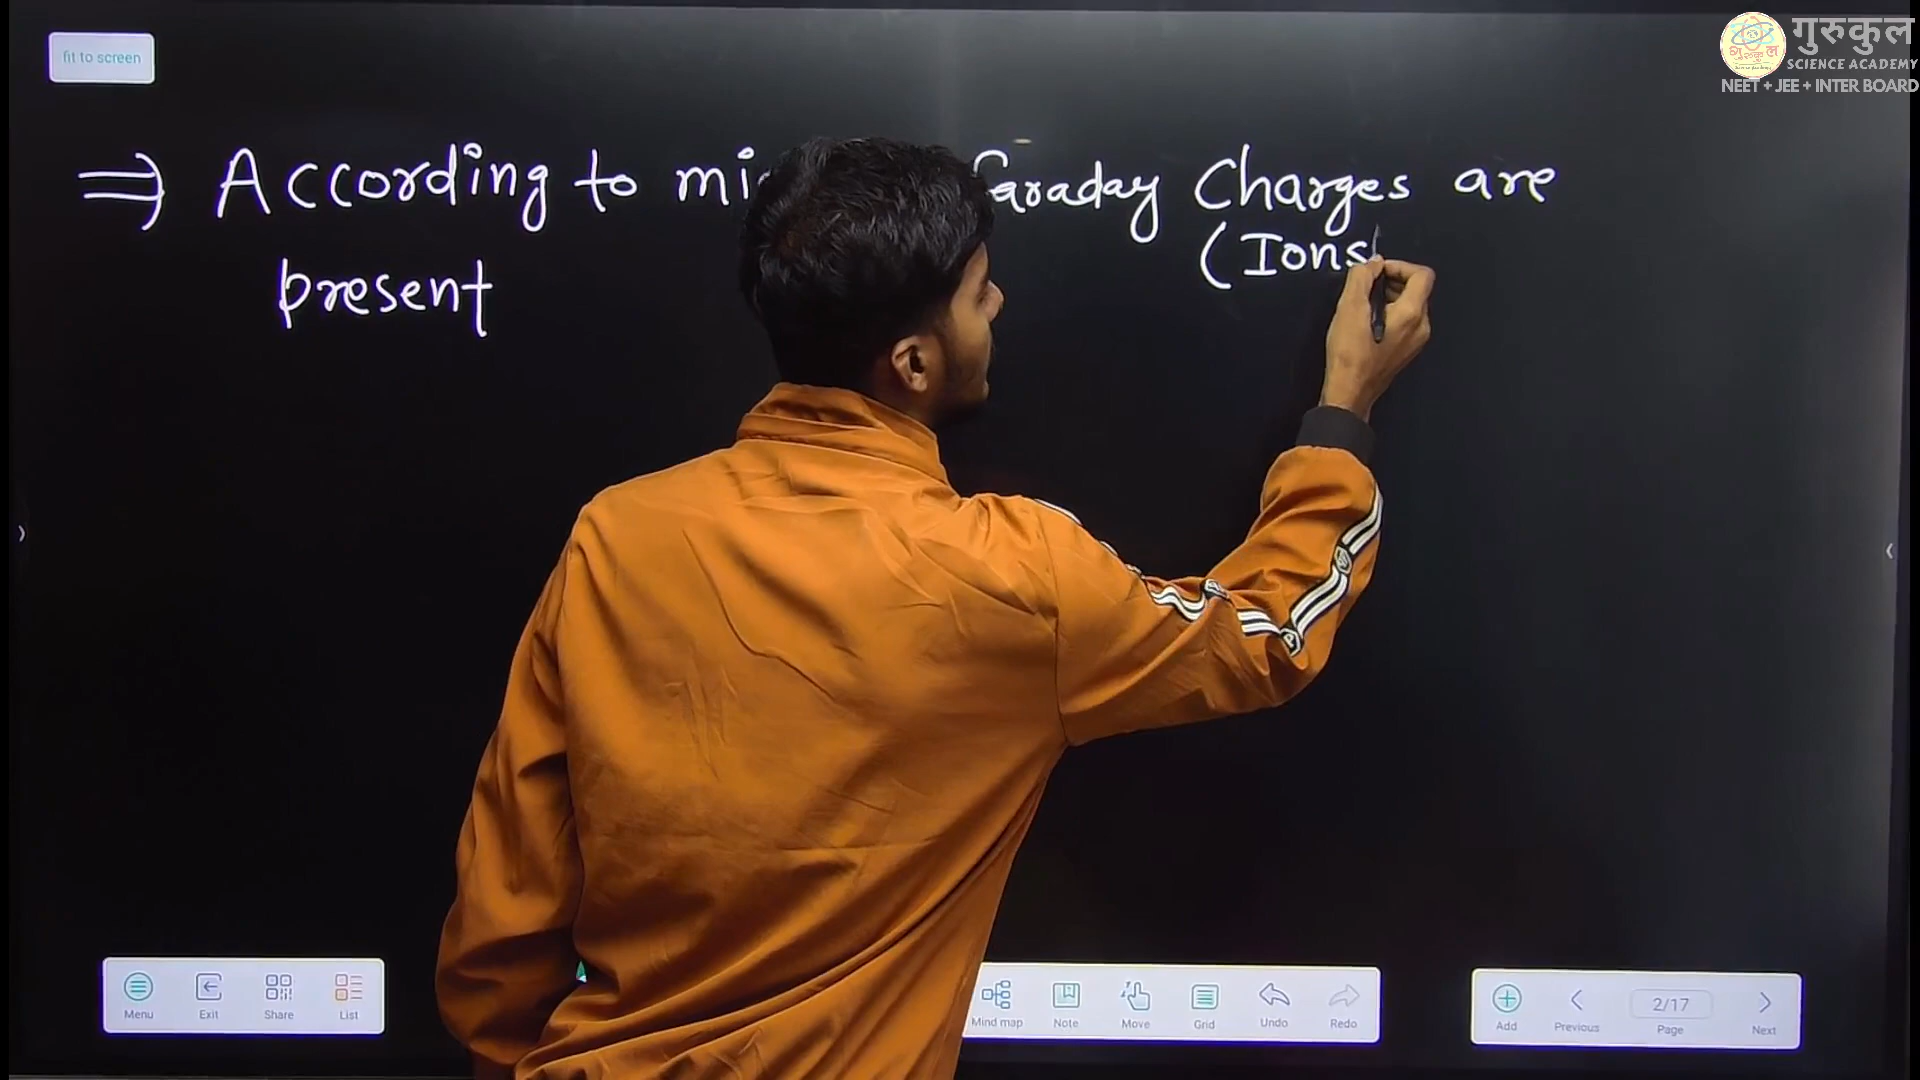 fit to screen
गुरुकुल
SCIENCE ACADEMY
NEET + JEE + INTER BOARD
⇒ According to faraday Charges are
(Ions
present
Menu
Exit
Share
List
Mind map
Note
Move
Grid
Undo
Redo
Add
Previous
2/17
Page
Next